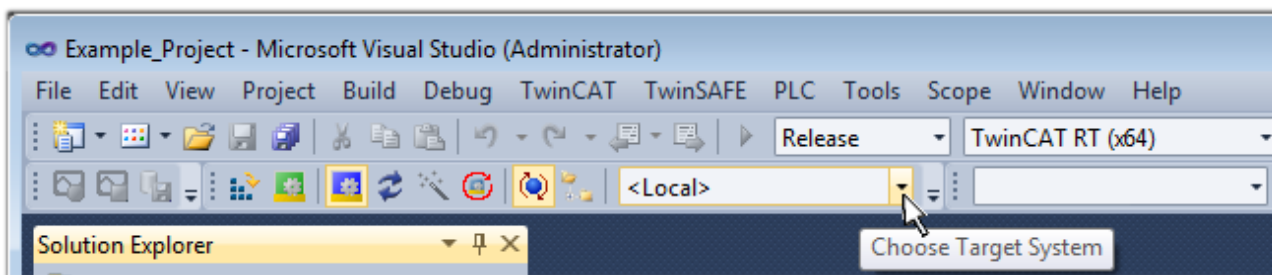 Example_Project - Microsoft Visual Studio (Administrator)
File Edit View Project Build Debug TwinCAT TwinSAFE PLC Tools Scope Window Help
Release TwinCAT RT (x64)
<Local>
Solution Explorer
Choose Target System